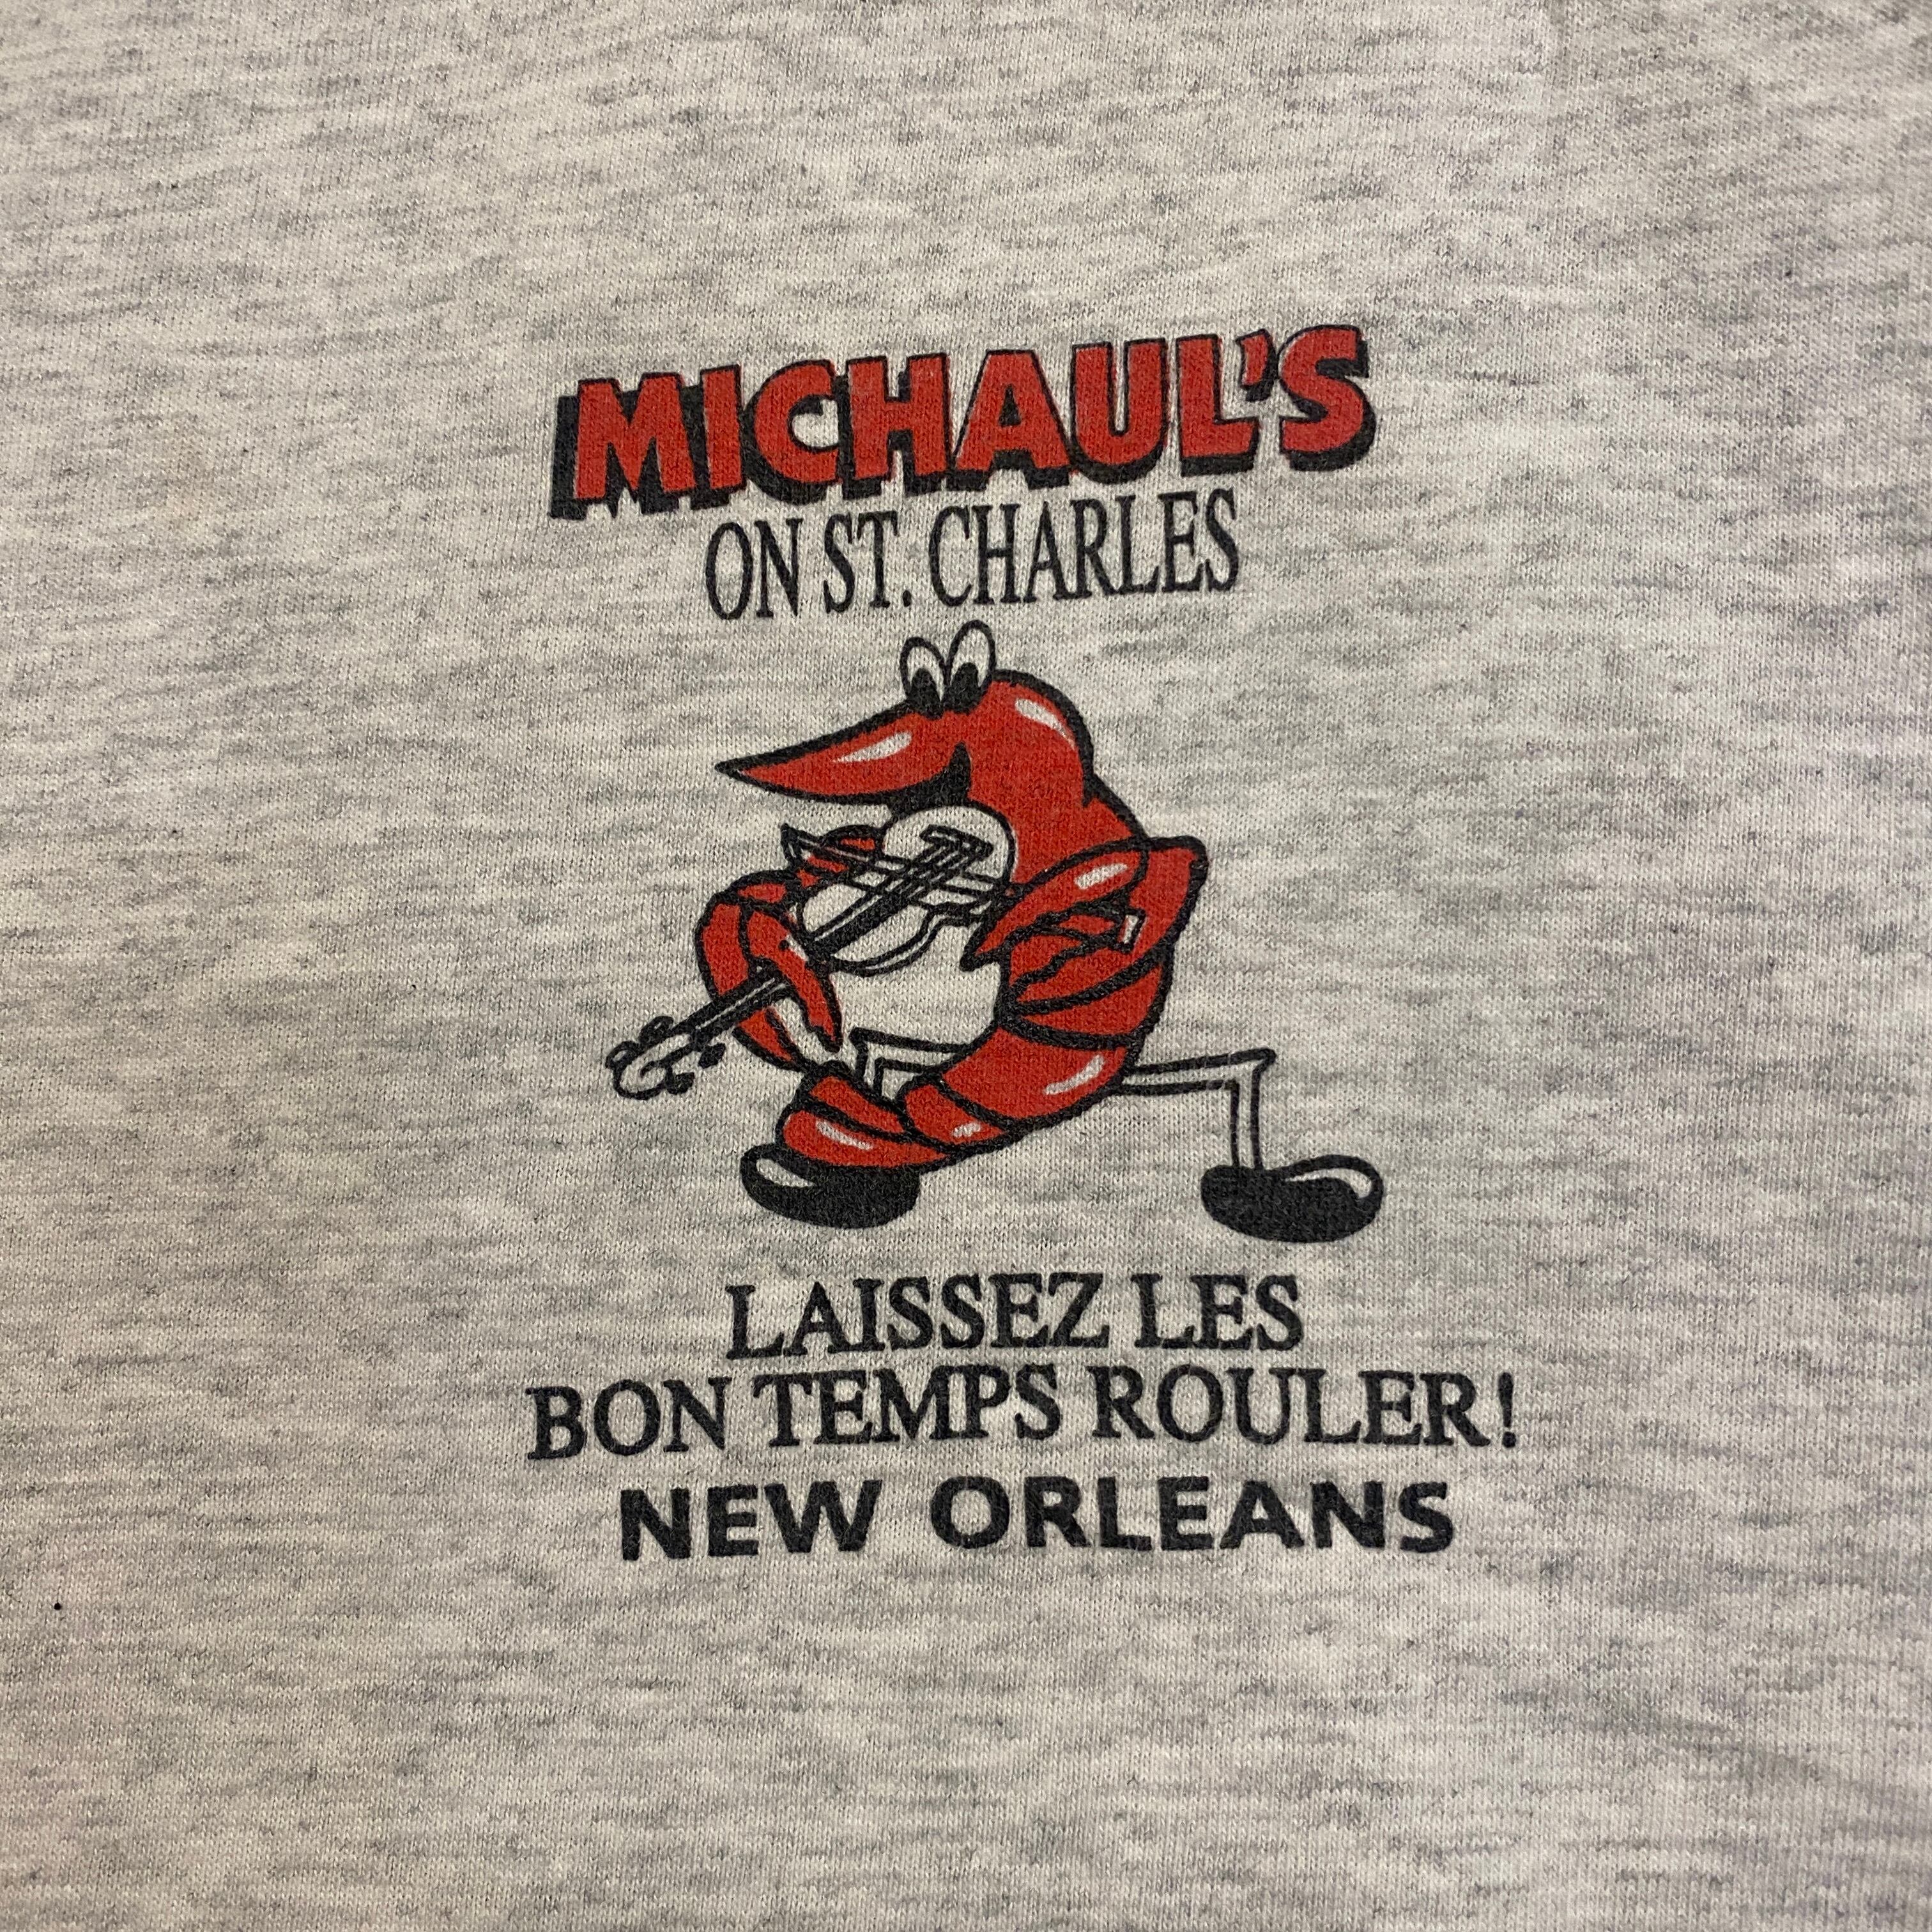 MICHAUL'S
ON ST. CHARLES
LAISSEZ LES
BON TEMPS ROULER!
NEW ORLEANS